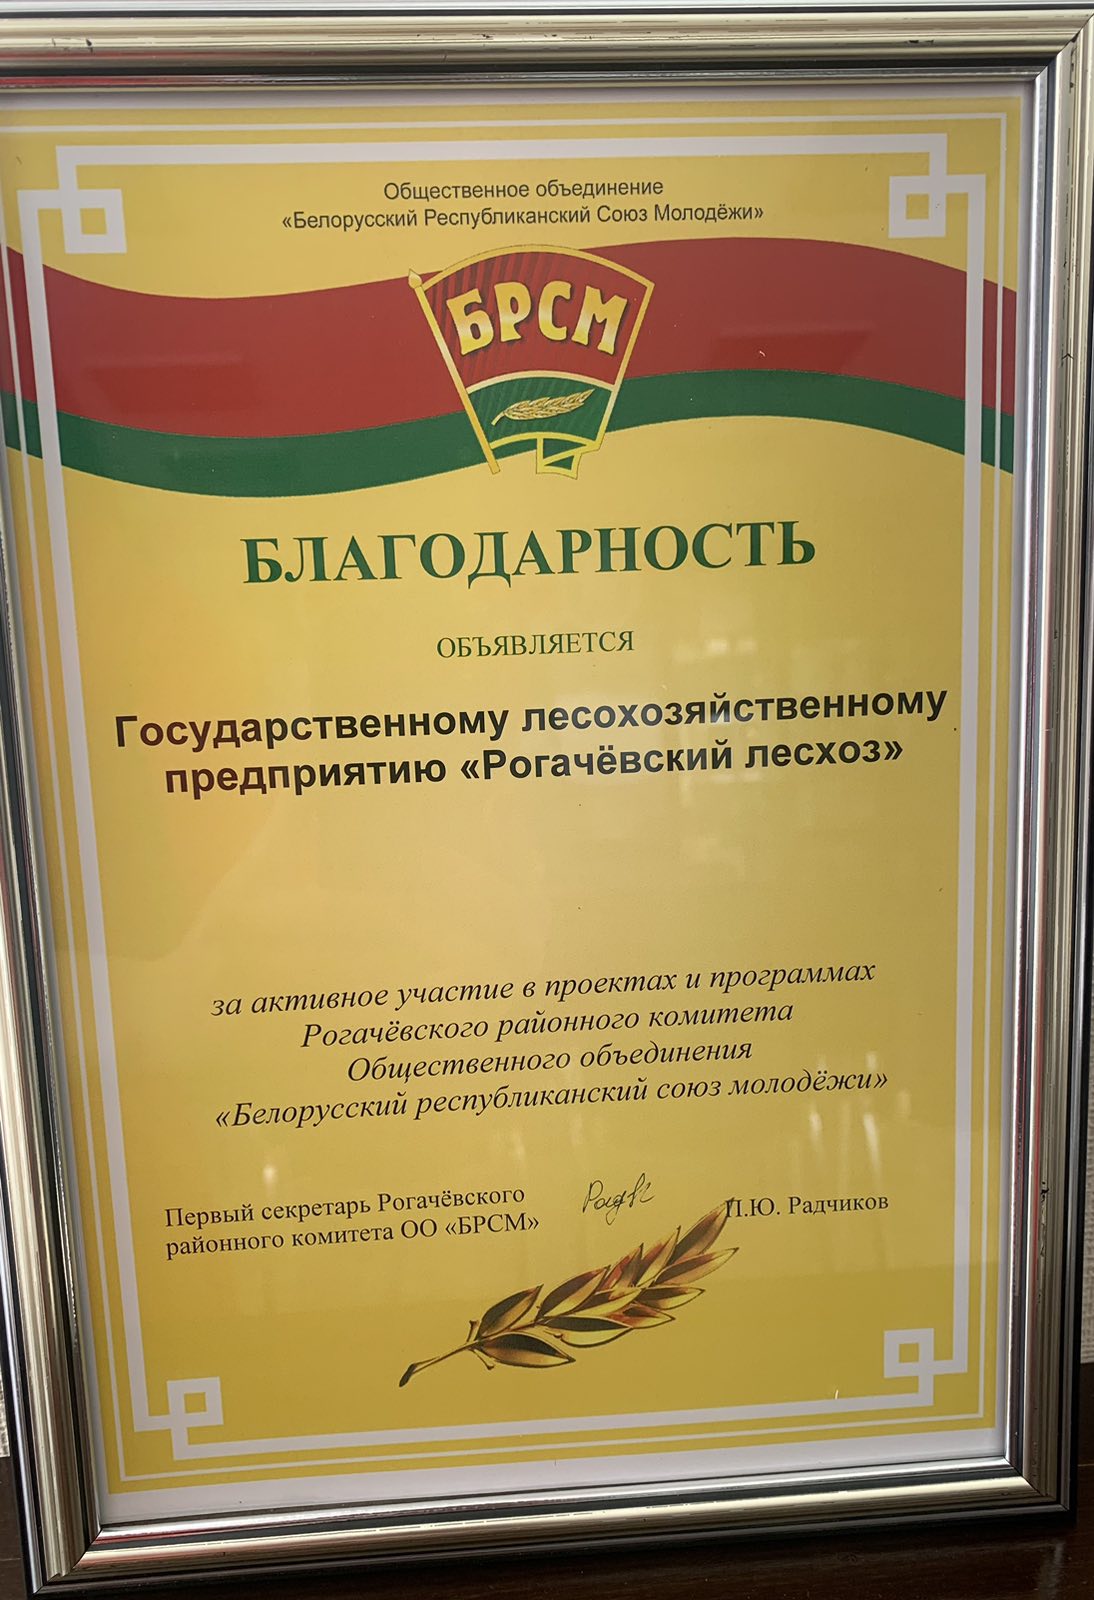 Общественное объединение
«Белорусский Республиканский Союз Молодёжи»
БРСМ
БЛАГОДАРНОСТЬ
ОБЪЯВЛЯЕТСЯ
Государственному лесохозяйственному
предприятию «Рогачёвский лесхоз»
за активное участие в проектах и программах
Рогачёвского районного комитета
Общественного объединения
«Белорусский республиканский союз молодёжи»
Первый секретарь Рогачёвского
районного комитета ОО «БРСМ»
П.Ю. Радчиков